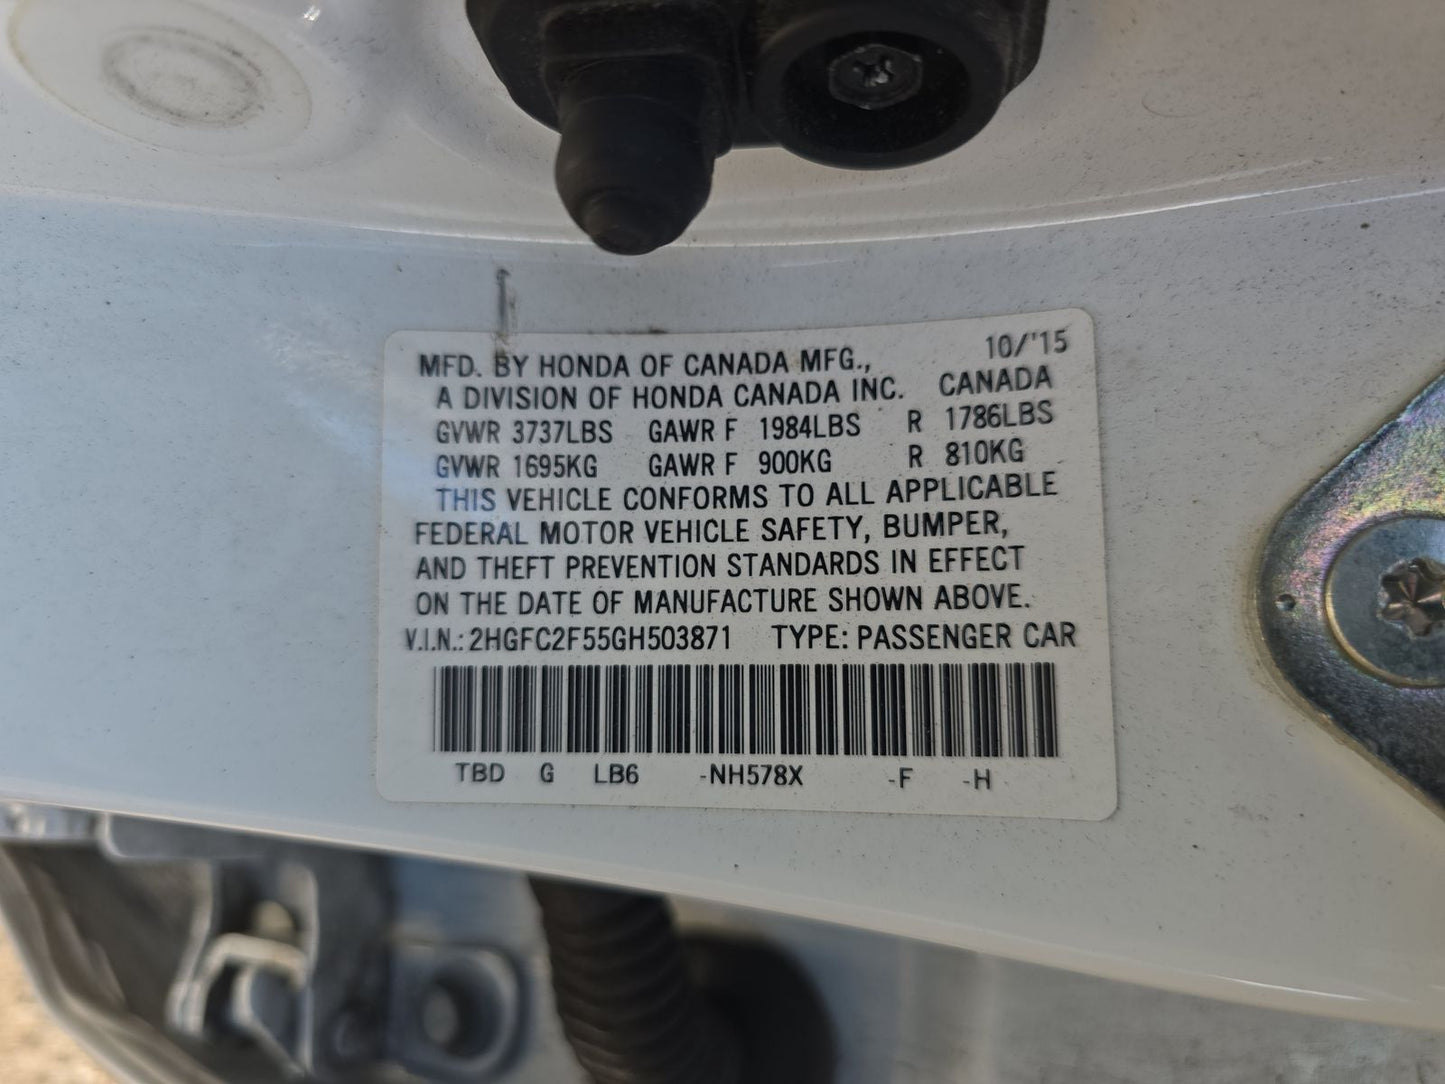 10/'15
MFD. BY HONDA OF CANADA MFG.,
A DIVISION OF HONDA CANADA INC. CANADA
GVWR 3737LBS GAWR F 1984LBS R 1786LBS
GVWR 1695KG GAWR F 900KG R 810KG
THIS VEHICLE CONFORMS TO ALL APPLICABLE
FEDERAL MOTOR VEHICLE SAFETY, BUMPER,
AND THEFT PREVENTION STANDARDS IN EFFECT
ON THE DATE OF MANUFACTURE SHOWN ABOVE.
V.I.N.: 2HGFC2F55GH503871 TYPE: PASSENGER CAR
TBD G LB6 -NH578X -F -H